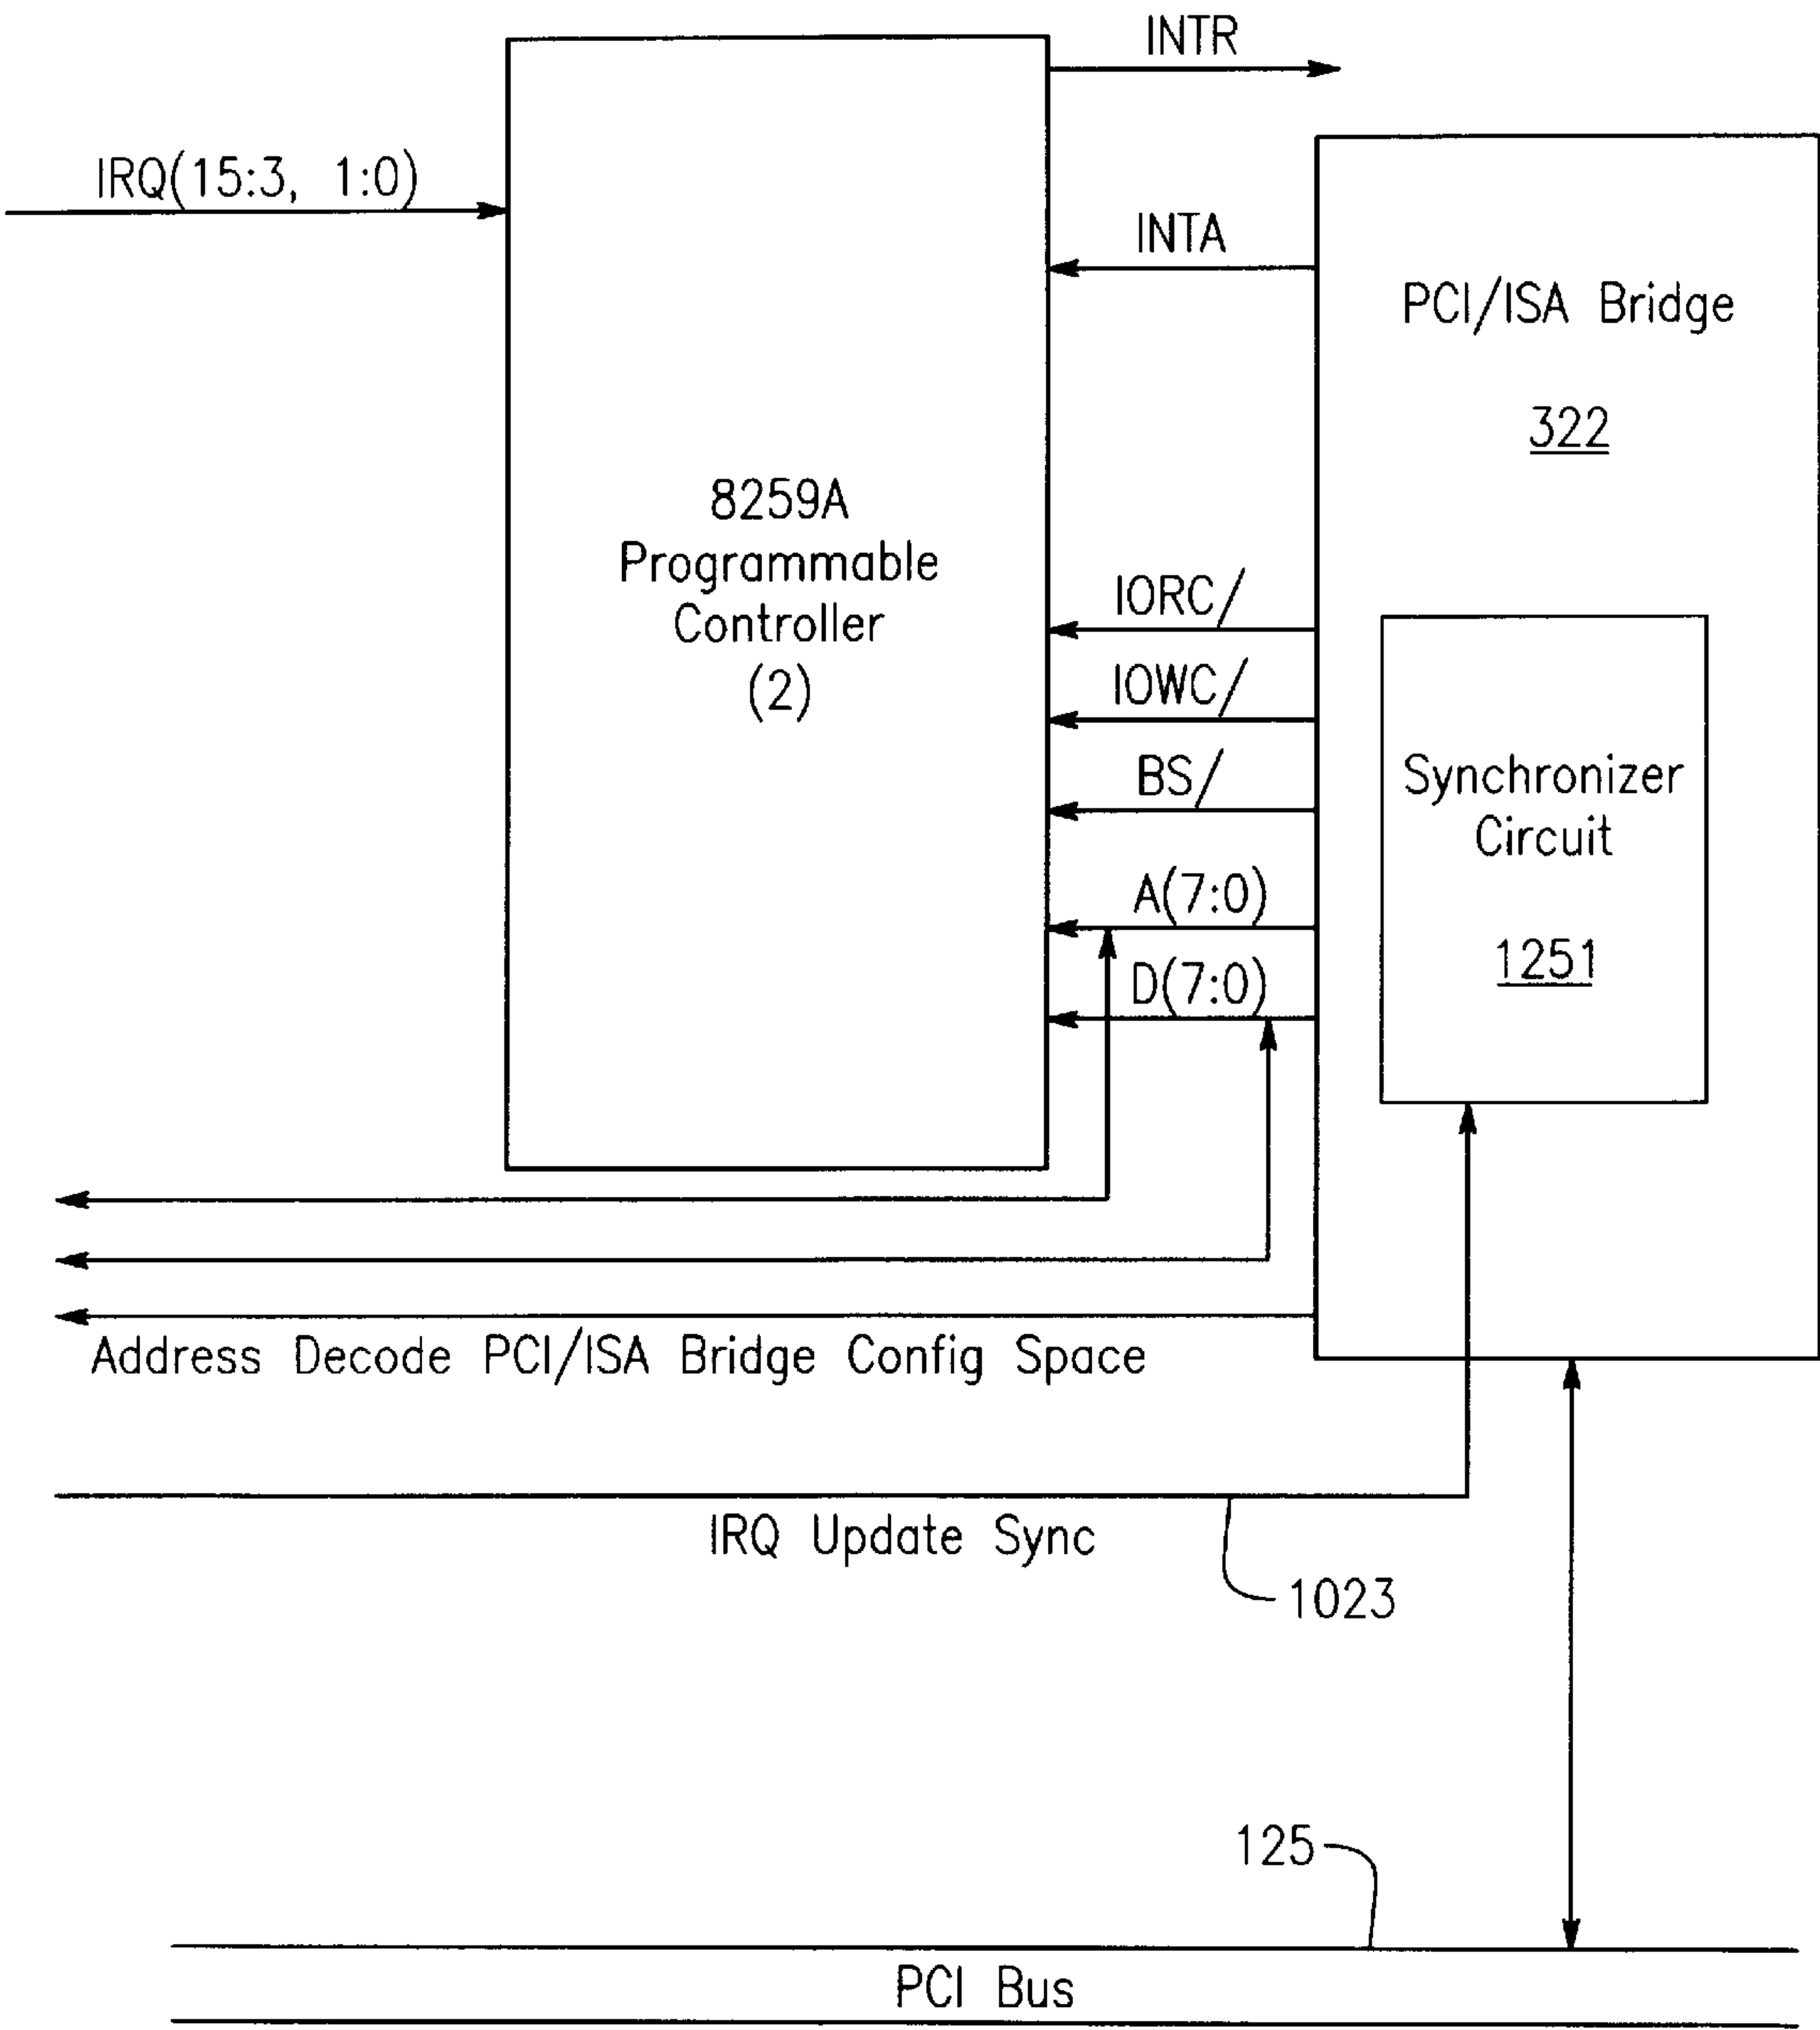 INTR
IRQ(15:3, 1:0)
INTA
PCI/ISA Bridge
322
8259A
Programmable
Controller
(2)
IORC/
IOWC/
BS/
A(7:0)
D(7:0)
Synchronizer
Circuit
1251
Address Decode PCI/ISA Bridge Config Space
IRQ Update Sync
1023
125
PCI Bus